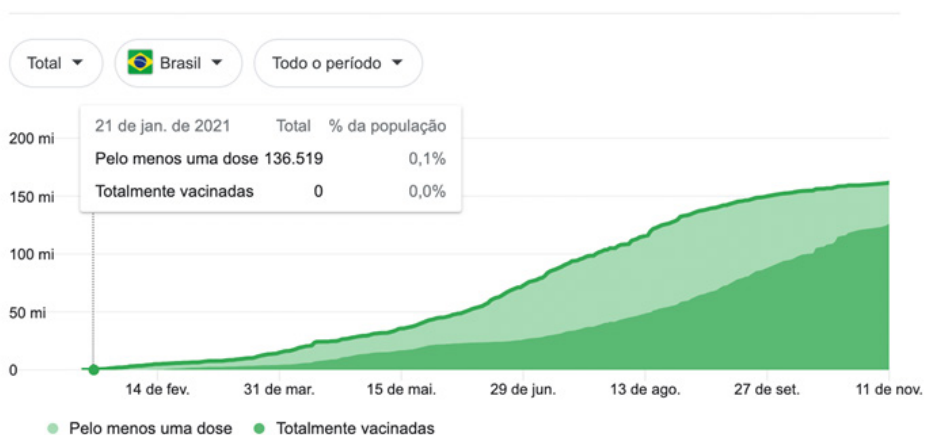 Total Brasil Todo o período
21 de jan. de 2021 Total % da população
Pelo menos uma dose 136.519 0,1%
Totalmente vacinadas 0 0,0%
200 mi
150 mi
100 mi
50 mi
0
14 de fev. 31 de mar. 15 de mai. 29 de jun. 13 de ago. 27 de set. 11 de nov.
Pelo menos uma dose Totalmente vacinadas